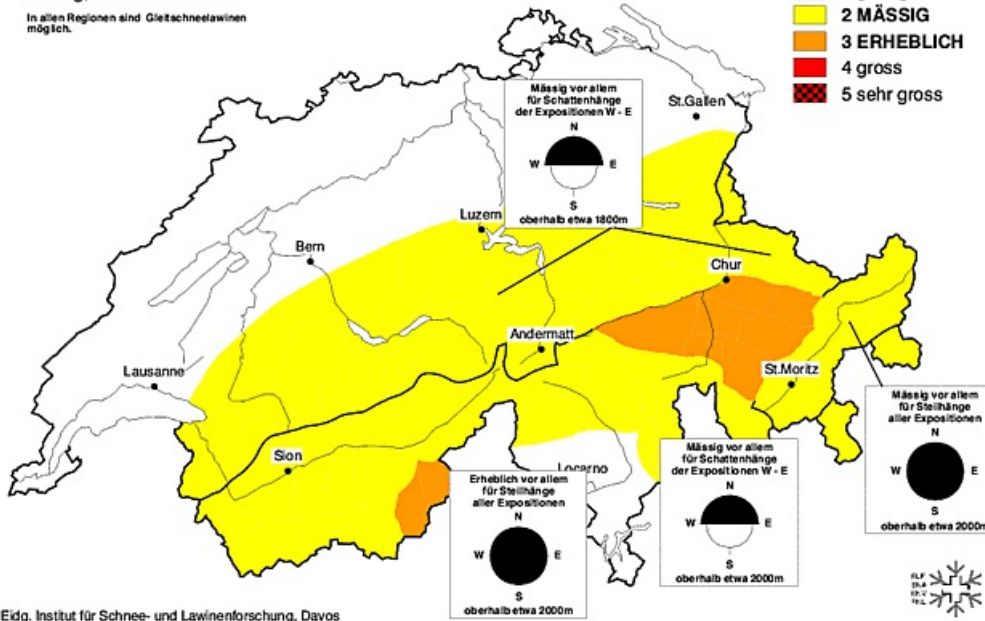 In allen Regionen sind Gleitschneelawinen
möglich.
2 MÄSSIG
3 ERHEBLICH
4 gross
5 sehr gross
Mässig vor allem
für Schattenhänge
der Expositionen W - E
N
W E
S
oberhalb etwa 1800m
St.Gallen
Luzern
Bern
Chur
Andermatt
Lausanne
St.Moritz
Sion
Locarno
Mässig vor allem
für Steilhänge
aller Expositionen
N
W E
S
oberhalb etwa 2000m
Mässig vor allem
für Schattenhänge
der Expositionen W - E
N
W E
S
oberhalb etwa 2000m
Erheblich vor allem
für Steilhänge
aller Expositionen
N
W E
S
oberhalb etwa 2000m
Eidg. Institut für Schnee- und Lawinenforschung, Davos